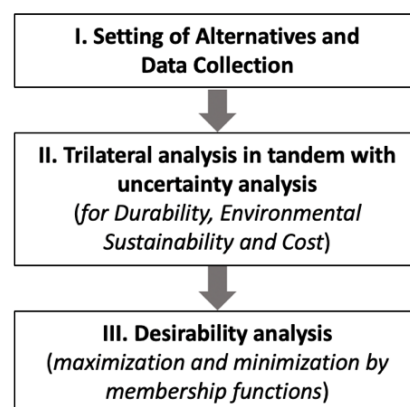 I. Setting of Alternatives and
Data Collection
II. Trilateral analysis in tandem with
uncertainty analysis
(for Durability, Environmental
Sustainability and Cost)
III. Desirability analysis
(maximization and minimization by
membership functions)